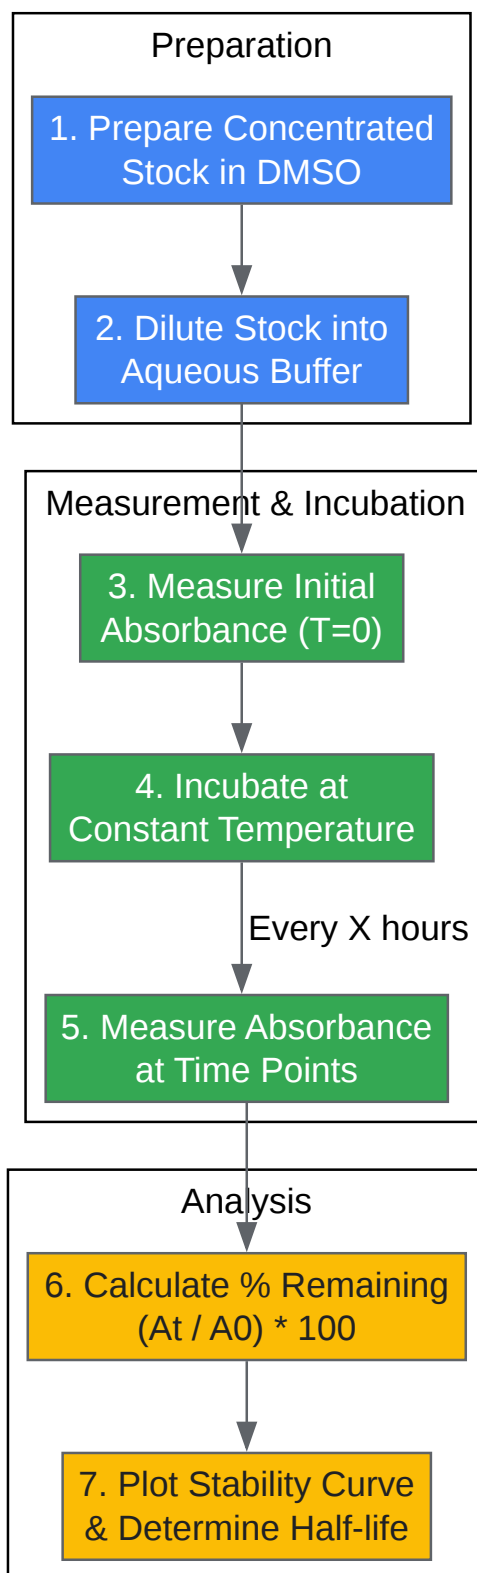 Preparation
1. Prepare Concentrated
Stock in DMSO
2. Dilute Stock into
Aqueous Buffer
Measurement & Incubation
3. Measure Initial
Absorbance (T=0)
4. Incubate at
Constant Temperature
Every X hours
5. Measure Absorbance
at Time Points
Analysis
6. Calculate % Remaining
(At / A0) * 100
7. Plot Stability Curve
& Determine Half-life